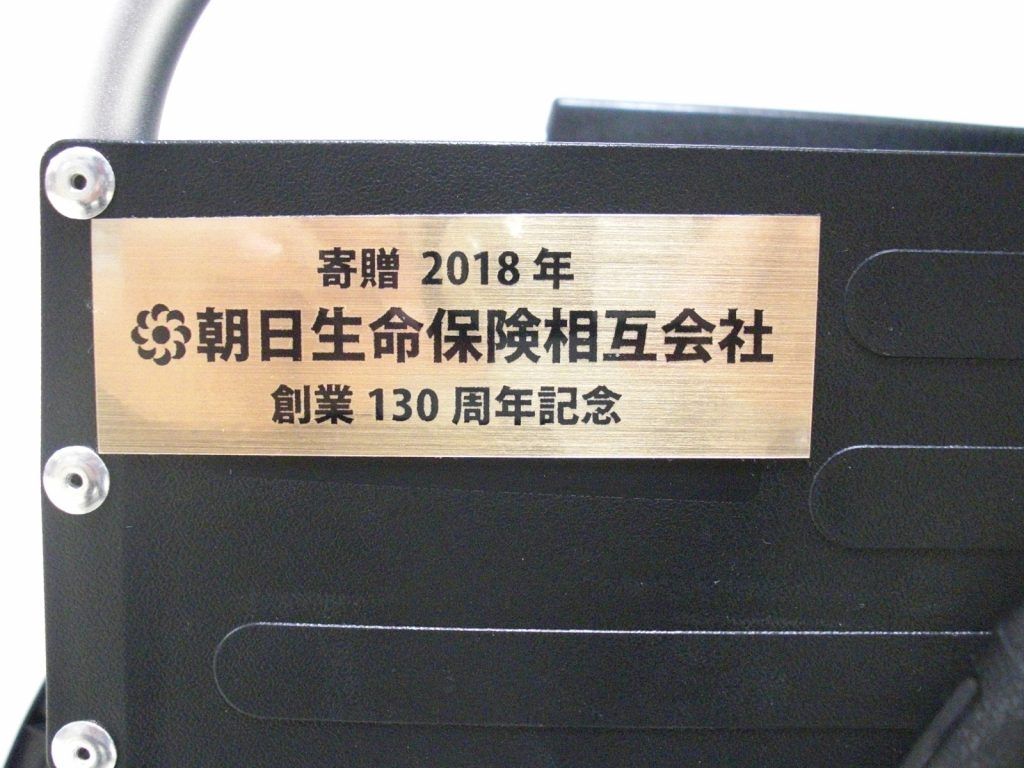 寄贈 2018 年
朝日生命保険相互会社
創業 130 周年記念